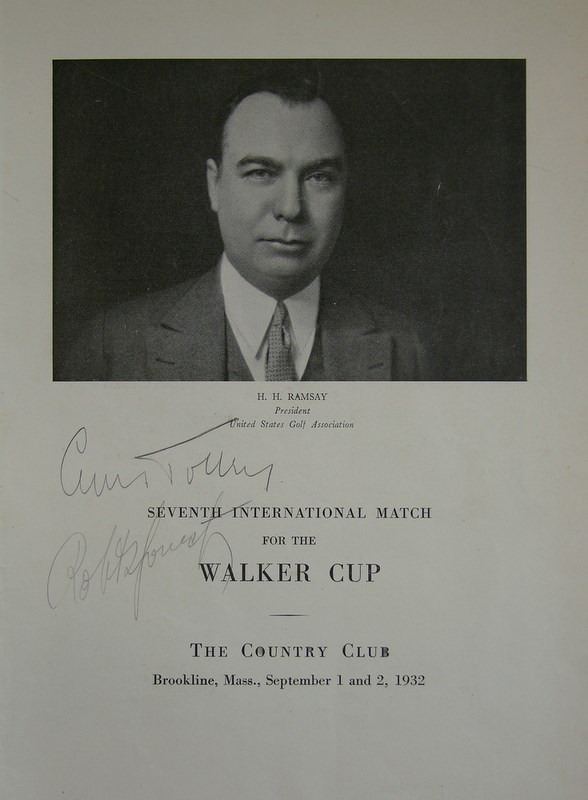 H. H. RAMSAY
President
United States Golf Association
SEVENTH INTERNATIONAL MATCH
FOR THE
WALKER CUP
THE COUNTRY CLUB
Brookline, Mass., September 1 and 2, 1932